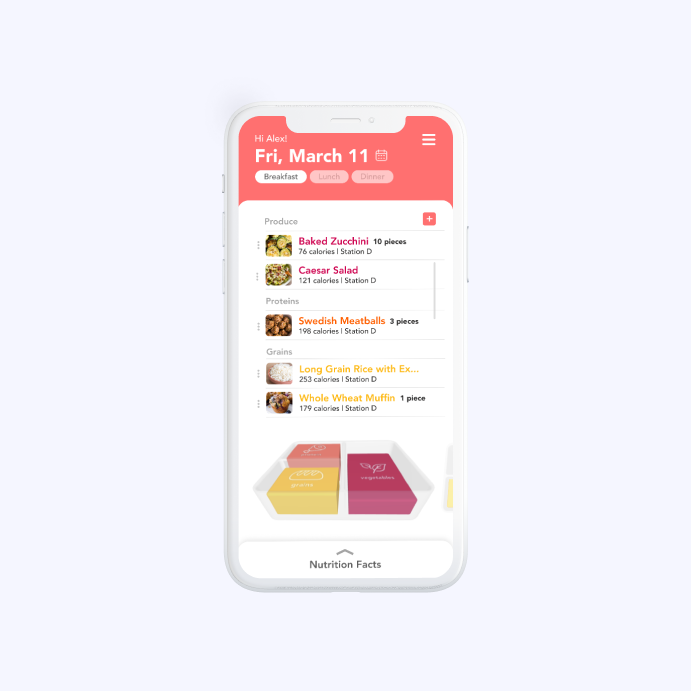 Hi Alex!
Fri, March 11
Breakfast Lunch Dinner
Produce
Baked Zucchini 10 pieces
76 calories | Station D
Caesar Salad
121 calories | Station D
Proteins
Swedish Meatballs 3 pieces
198 calories | Station D
Grains
Long Grain Rice with Ex...
253 calories | Station D
Whole Wheat Muffin 1 piece
179 calories | Station D
grains
vegetables
Nutrition Facts